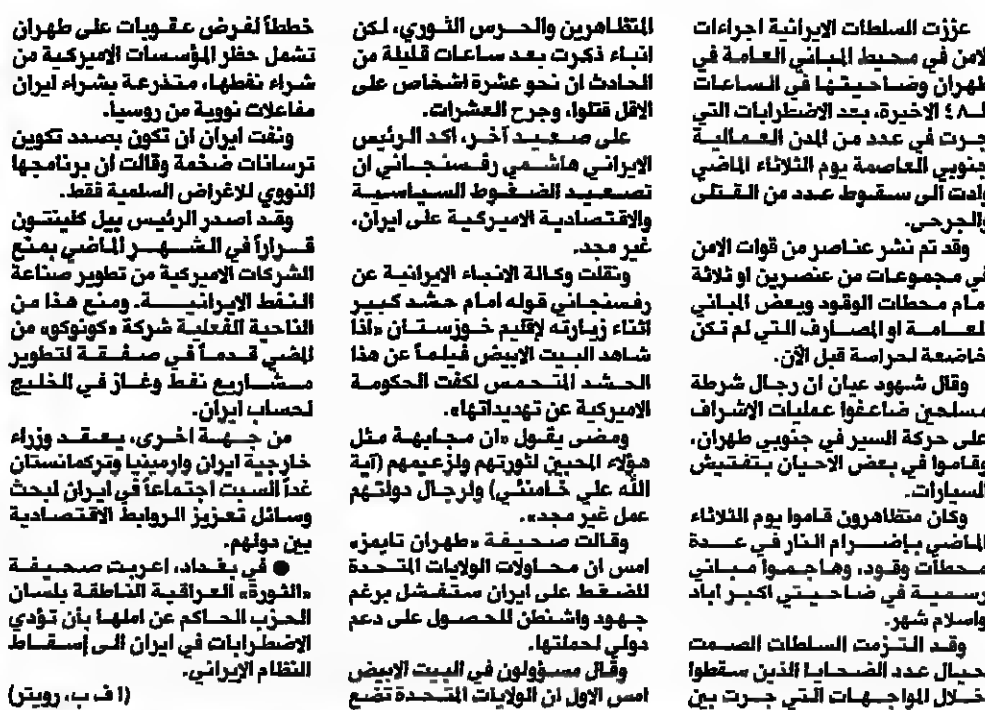 عززت السلطات الايرانية اجراءات
الامن في محيط المباني العامة في
طهران وضاحيتها في الساعات
الـ٤٨ الاخيرة، بعد الاضطرابات التي
جرت في عدد من المدن العمالية
جنوبي العاصمة يوم الثلاثاء الماضي
وادت الى سقوط عدد من القتلى
والجرحى.
وقد تم نشر عناصر من قوات الامن
في مجموعات من عنصرين او ثلاثة
امام محطات الوقود وبعض المباني
العامة او المصارف التي لم تكن
خاضعة لحراسة قبل الآن.
وقال شهود عيان ان رجال شرطة
مسلحين ضاعفوا عمليات الاشراف
على حركة السير في جنوبي طهران،
وقاموا في بعض الاحيان بتفتيش
السيارات.
وكان متظاهرون قاموا يوم الثلاثاء
الماضي بإضرام النار في عدة
محطات وقود، وهاجموا مباني
رسمية في ضاحيتي اكبر اباد
واسلام شهر.
وقد التزمت السلطات الصمت
حيال عدد الضحايا الذين سقطوا
خلال المواجهات التي جرت بين
المتظاهرين والحرس الثوري، لكن
انباء ذكرت بعد ساعات قليلة من
الحادث ان نحو عشرة اشخاص على
الاقل قتلوا، وجرح العشرات.
على صعيد آخر، اكد الرئيس
الايراني هاشمي رفسنجاني ان
تصعيد الضغوط السياسية
والاقتصادية الاميركية على ايران،
غير مجد.
ونقلت وكالة الانباء الايرانية عن
رفسنجاني قوله امام حشد كبير
اثناء زيارته لإقليم خوزستان «اذا
شاهد البيت الابيض فيلماً عن هذا
الحشد المتحمس لكفت الحكومة
الاميركية عن تهديداتها».
ومضى يقول «ان مجابهة مثل
هؤلاء المحبين لثورتهم ولزعيمهم (آية
الله علي خامنئي) ولرجال دولتهم
عمل غير مجد».
وقالت صحيفة «طهران تايمز»
امس ان محاولات الولايات المتحدة
للضغط على ايران ستفشل برغم
جهود واشنطن للحصول على دعم
دولي لحملتها.
وقال مسؤولون في البيت الابيض
امس الاول ان الولايات المتحدة تضع
خططاً لفرض عقوبات على طهران
تشمل حظر المؤسسات الاميركية من
شراء نفطها، متذرعة بشراء ايران
مفاعلات نووية من روسيا.
ونفت ايران ان تكون بصدد تكوين
ترسانات ضخمة وقالت ان برنامجها
النووي للاغراض السلمية فقط.
وقد اصدر الرئيس بيل كلينتون
قراراً في الشهر الماضي بمنع
الشركات الاميركية من تطوير صناعة
النفط الايرانية. ومنع هذا من
الناحية الفعلية شركة «كونوكو» من
المضي قدماً في صفقة لتطوير
مشاريع نفط وغاز في الخليج
لحساب ايران.
من جهة اخرى، يعقد وزراء
خارجية ايران وارمينيا وتركمانستان
غداً السبت اجتماعاً في ايران لبحث
وسائل تعزيز الروابط الاقتصادية
بين دولهم.
● في بغداد، اعربت صحيفة
«الثورة» العراقية الناطقة بلسان
الحزب الحاكم عن املها بأن تؤدي
الاضطرابات في ايران الى إسقاط
النظام الإيراني.
(ا ف ب، رويتر)